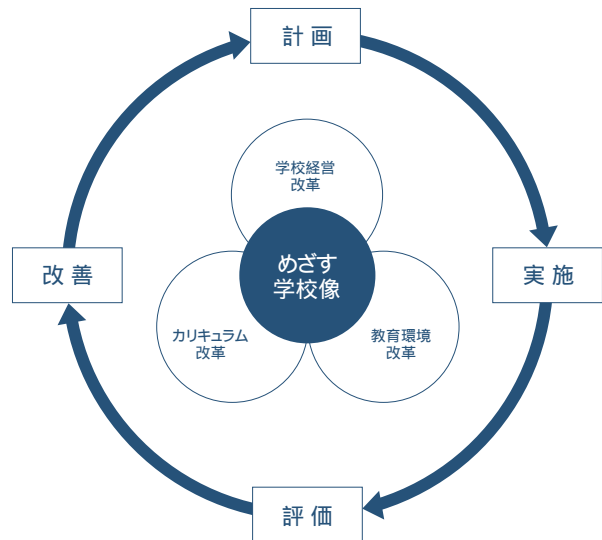 計画
学校経営
改革
めざす
学校像
改善
実施
カリキュラム
改革
教育環境
改革
評価